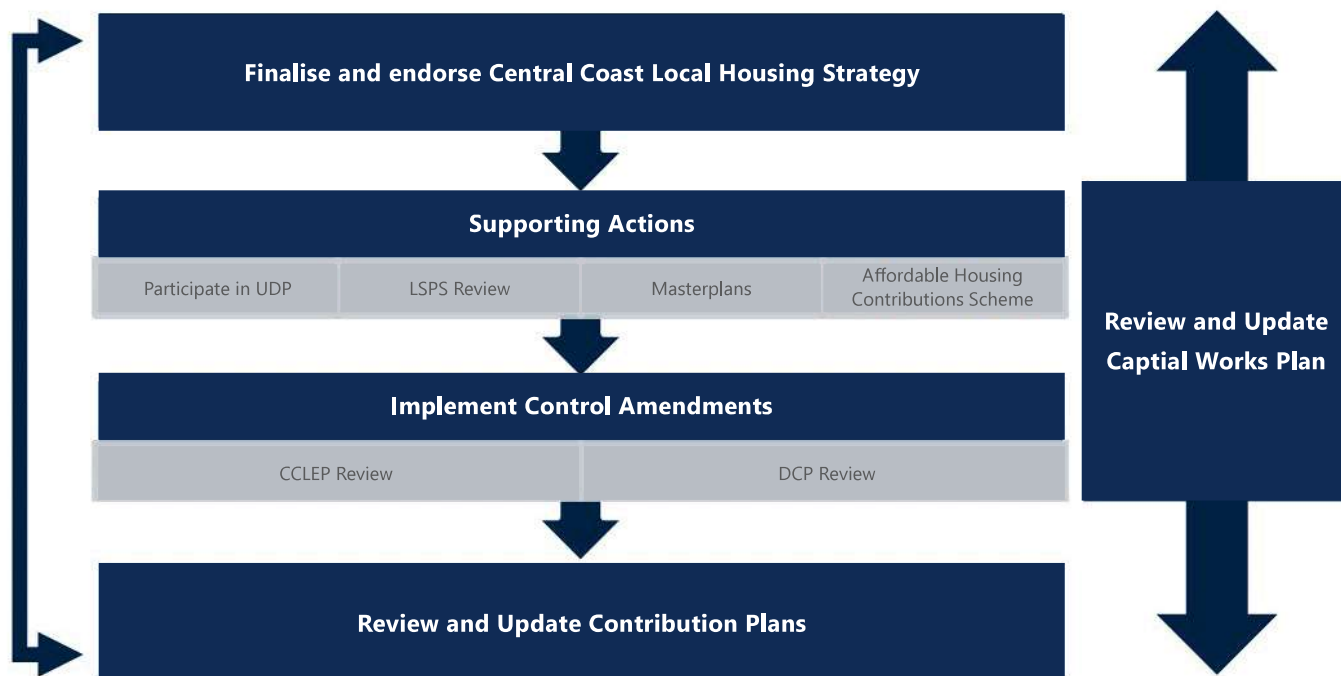 Finalise and endorse Central Coast Local Housing Strategy
Supporting Actions
Participate in UDP
LSPS Review
Masterplans
Affordable Housing
Contributions Scheme
Implement Control Amendments
CCLEP Review
DCP Review
Review and Update Contribution Plans
Review and Update
Captial Works Plan